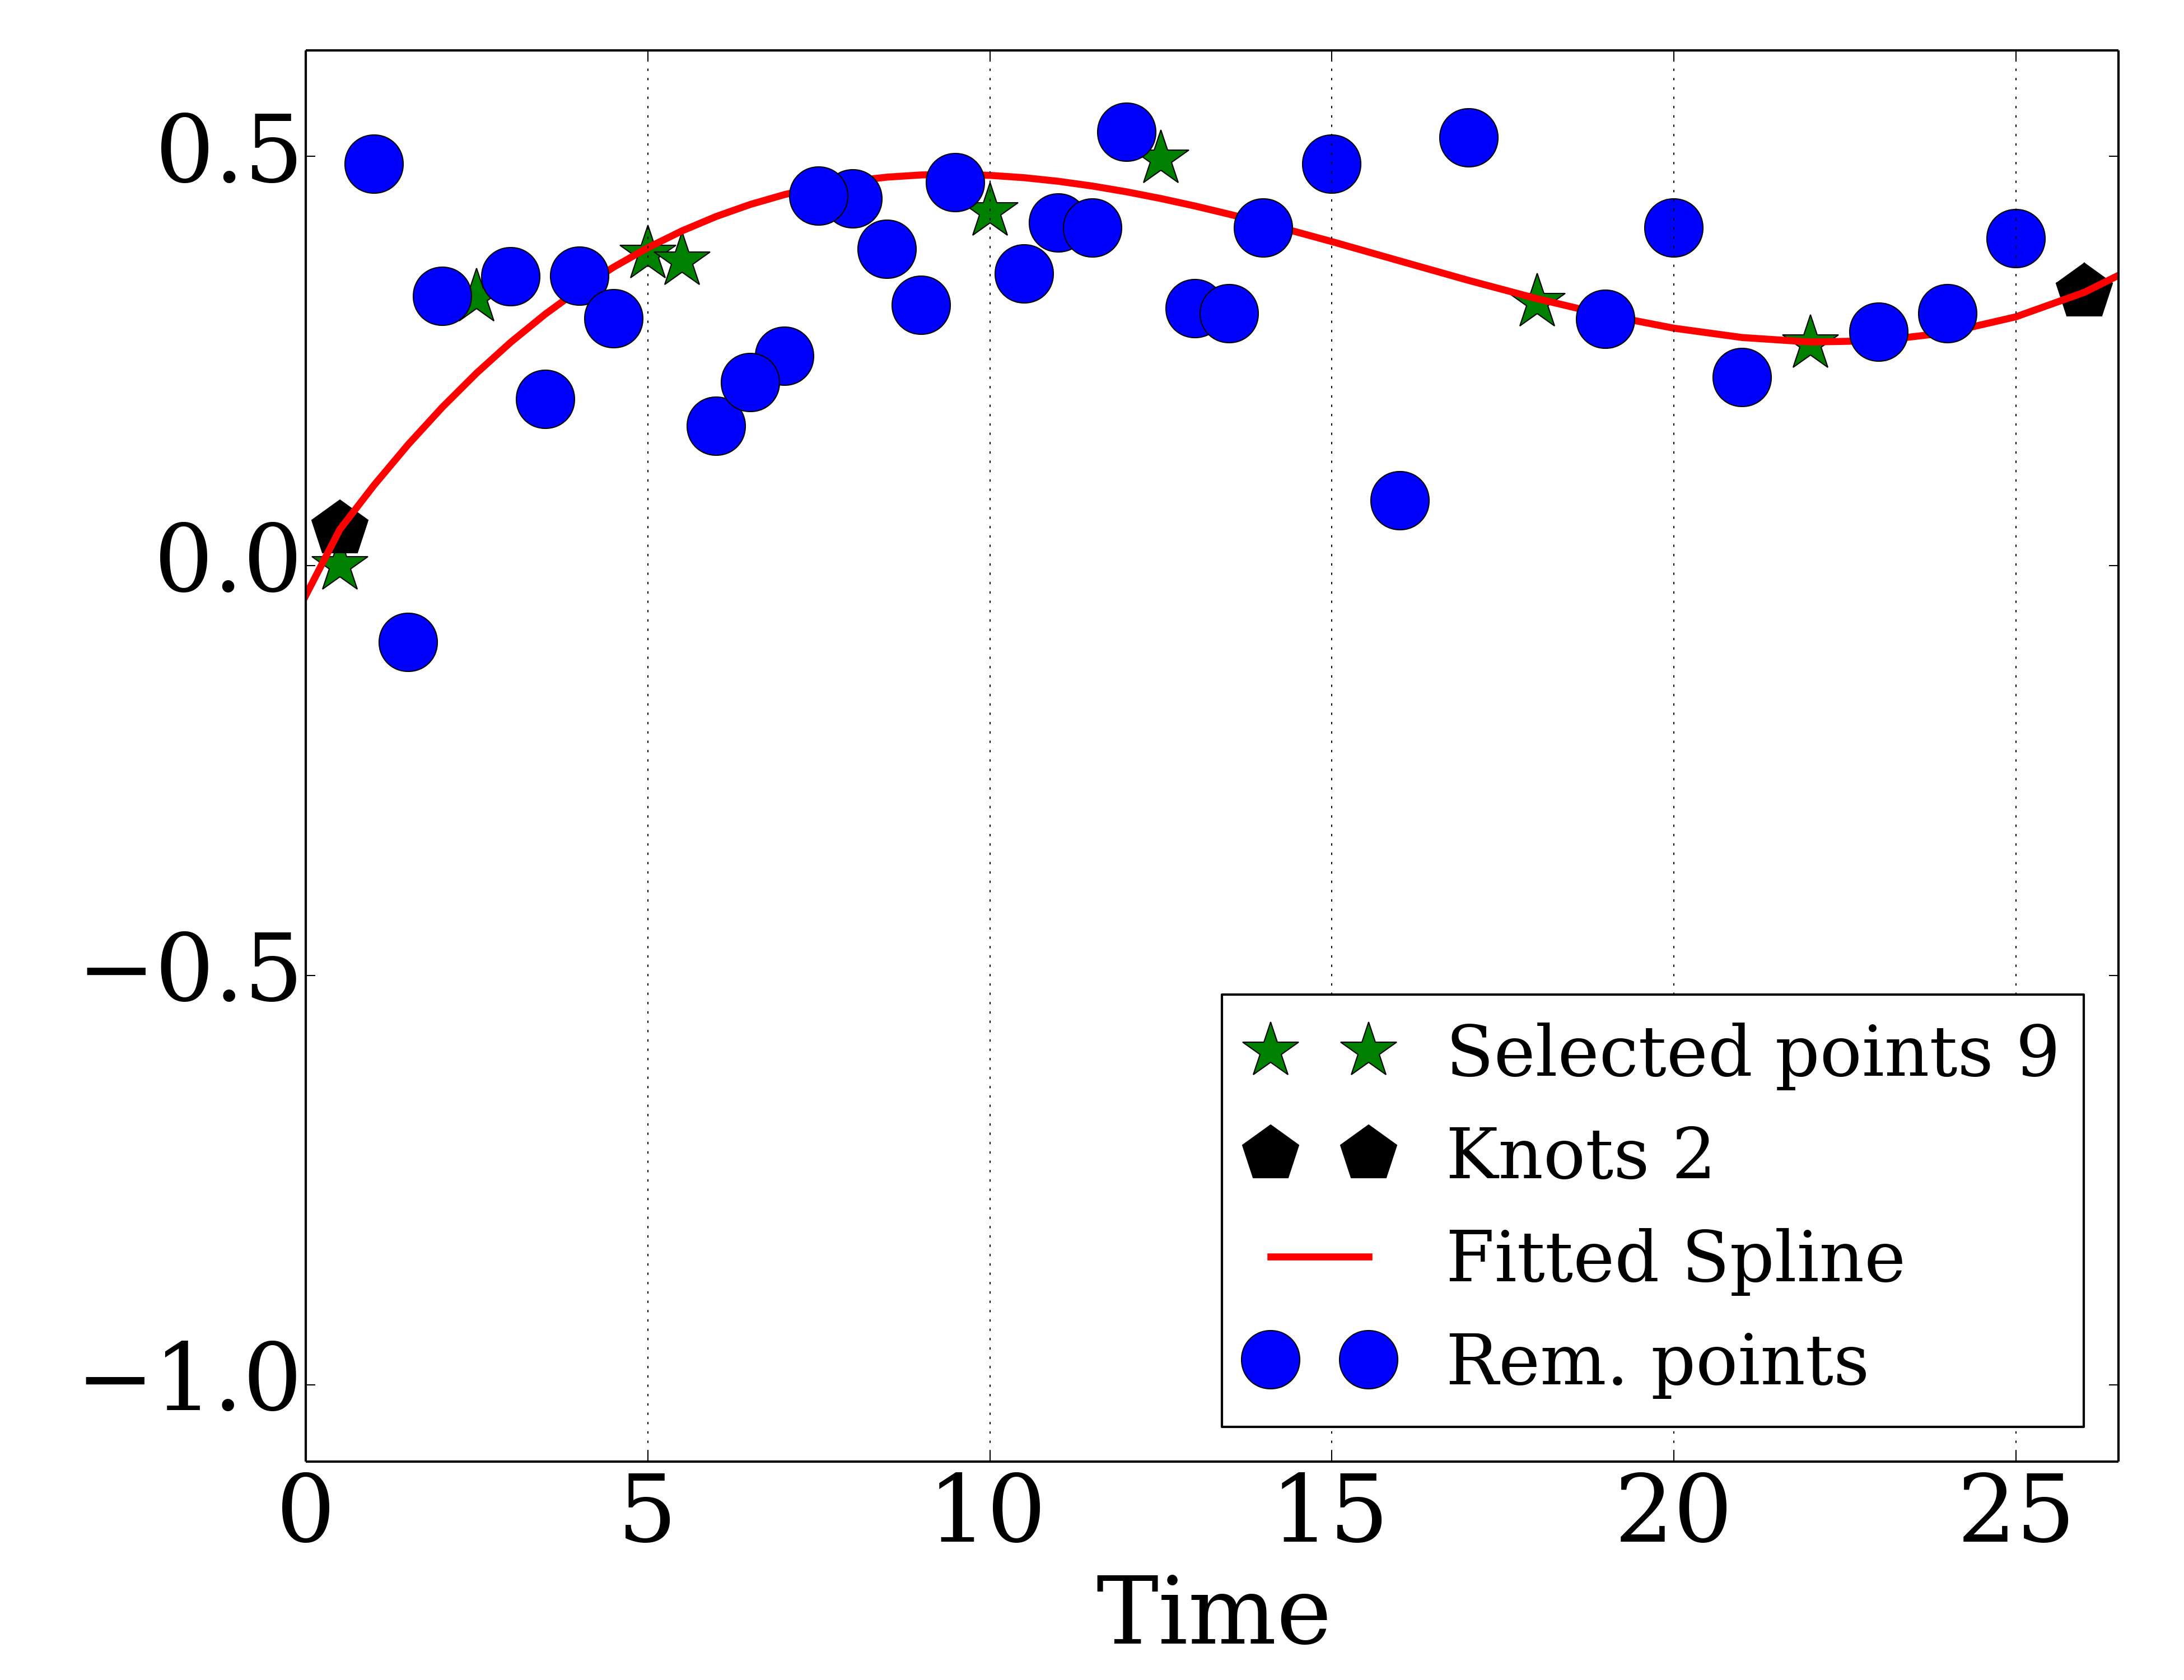 0.5
0.0
−0.5
−1.0
Selected points 9
Knots 2
Fitted Spline
Rem. points
0 5 10 15 20 25
Time